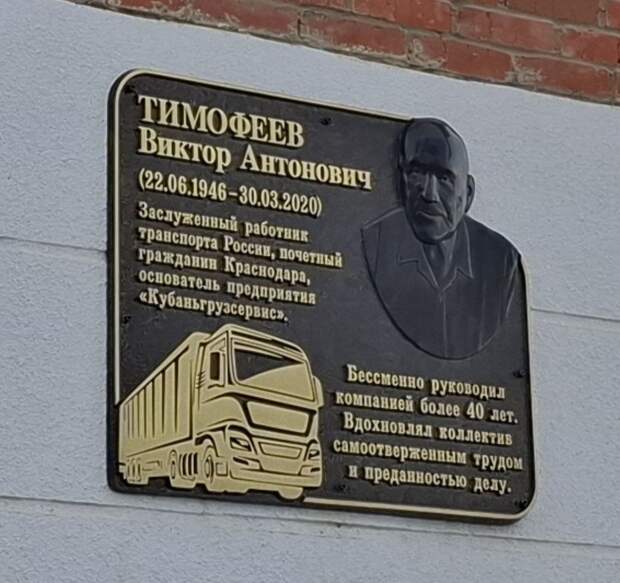 ТИМОФЕЕВ
Виктор Антонович
(22.06.1946–30.03.2020)
Заслуженный работник
транспорта России, почетный
гражданин Краснодара,
основатель предприятия
«Кубаньгрузсервис».
Бессменно руководил
компанией более 40 лет.
Вдохновлял коллектив
самоотверженным трудом
и преданностью делу.